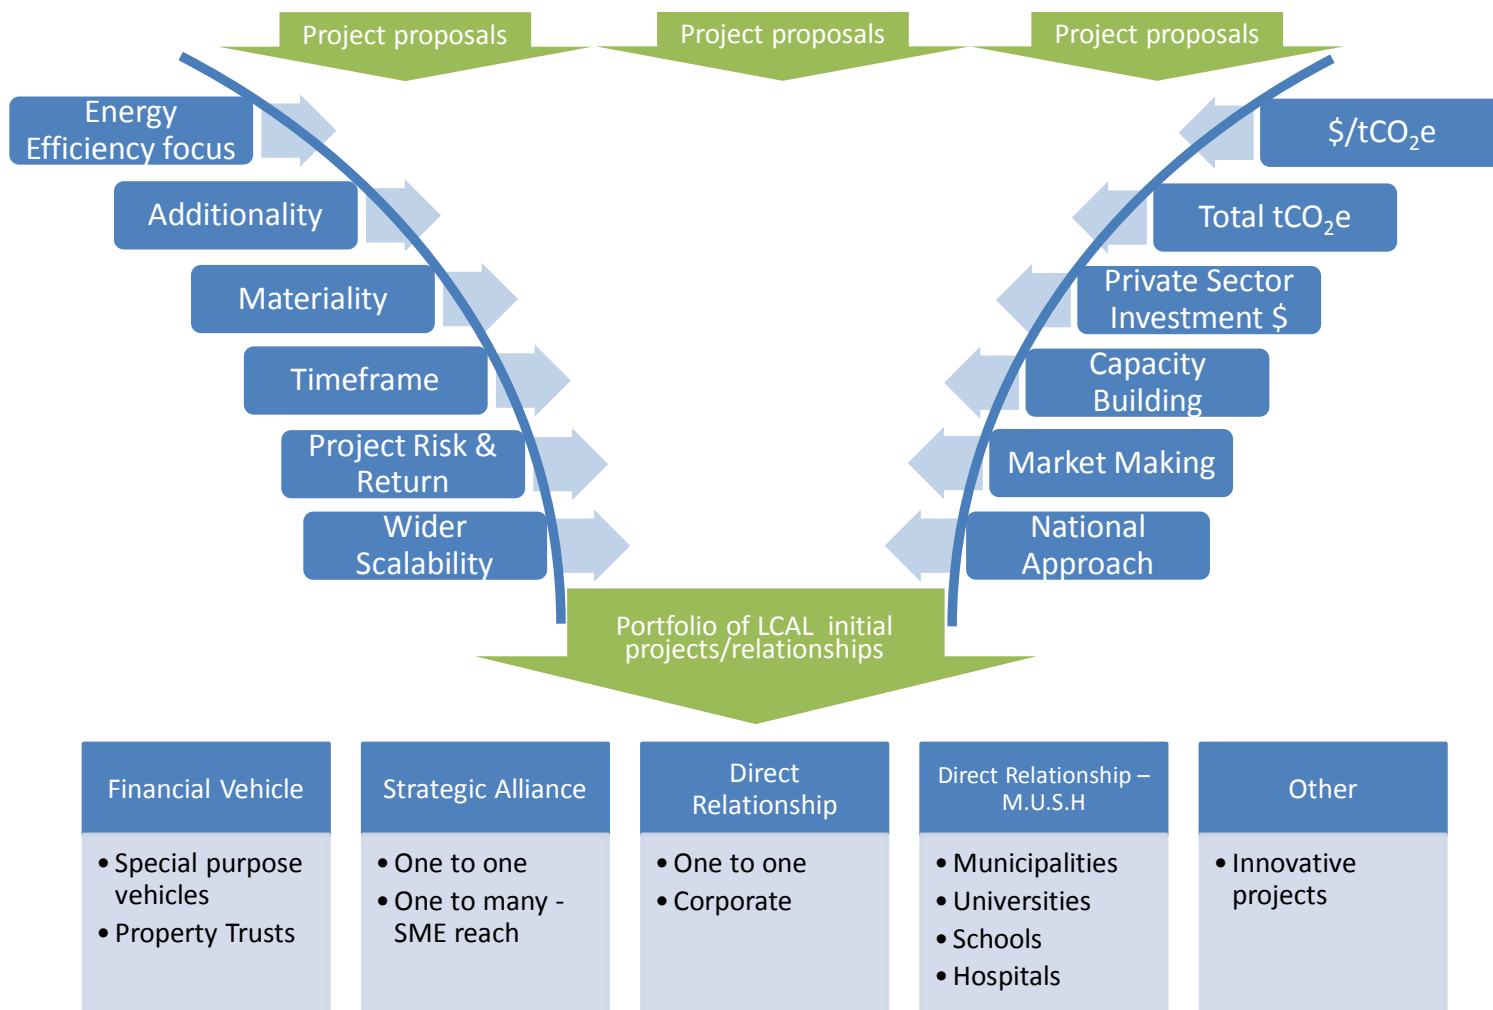 Project proposals
Project proposals
Project proposals
Energy
Efficiency focus
Additionality
Materiality
Timeframe
Project Risk &
Return
Wider
Scalability
$/tCO₂e
Total tCO₂e
Private Sector
Investment $
Capacity
Building
Market Making
National
Approach
Portfolio of LCAL initial
projects/relationships
Financial Vehicle
• Special purpose
vehicles
• Property Trusts
Strategic Alliance
• One to one
• One to many -
SME reach
Direct
Relationship
• One to one
• Corporate
Direct Relationship –
M.U.S.H
• Municipalities
• Universities
• Schools
• Hospitals
Other
• Innovative
projects